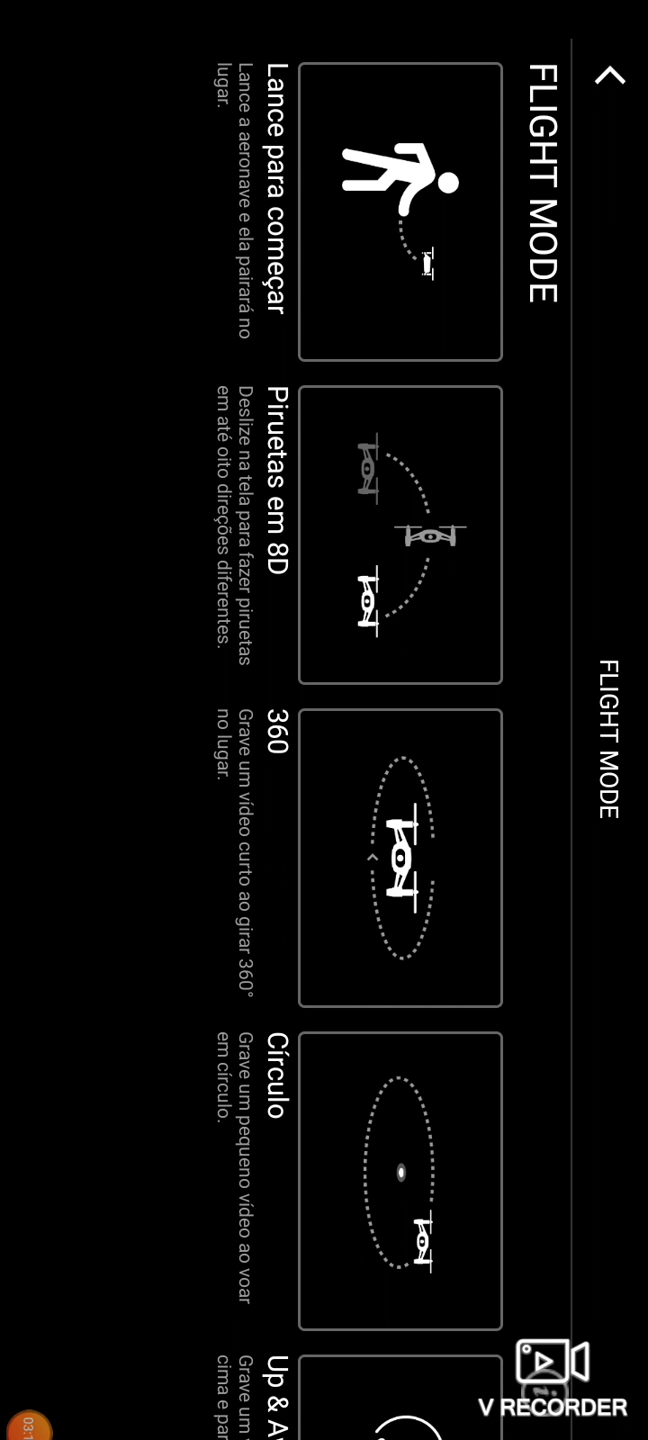 FLIGHT MODE
FLIGHT MODE
Lance para começar
Lance a aeronave e ela pairará no
lugar.
Piruetas em 8D
Deslize na tela para fazer piruetas
em até oito direções diferentes.
360
Grave um vídeo curto ao girar 360°
no lugar.
Círculo
Grave um pequeno vídeo ao voar
em círculo.
Up &
Grave um
cima e
V RECORDER